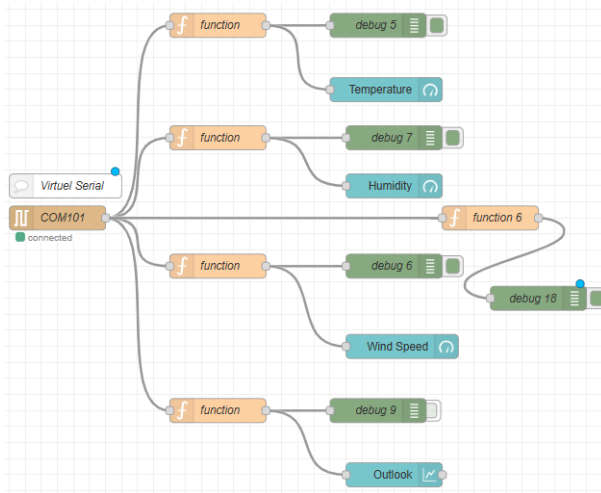 function
debug 5
Temperature
function
debug 7
Humidity
Virtuel Serial
COM101
connected
function 6
function
debug 6
debug 18
Wind Speed
function
debug 9
Outlook